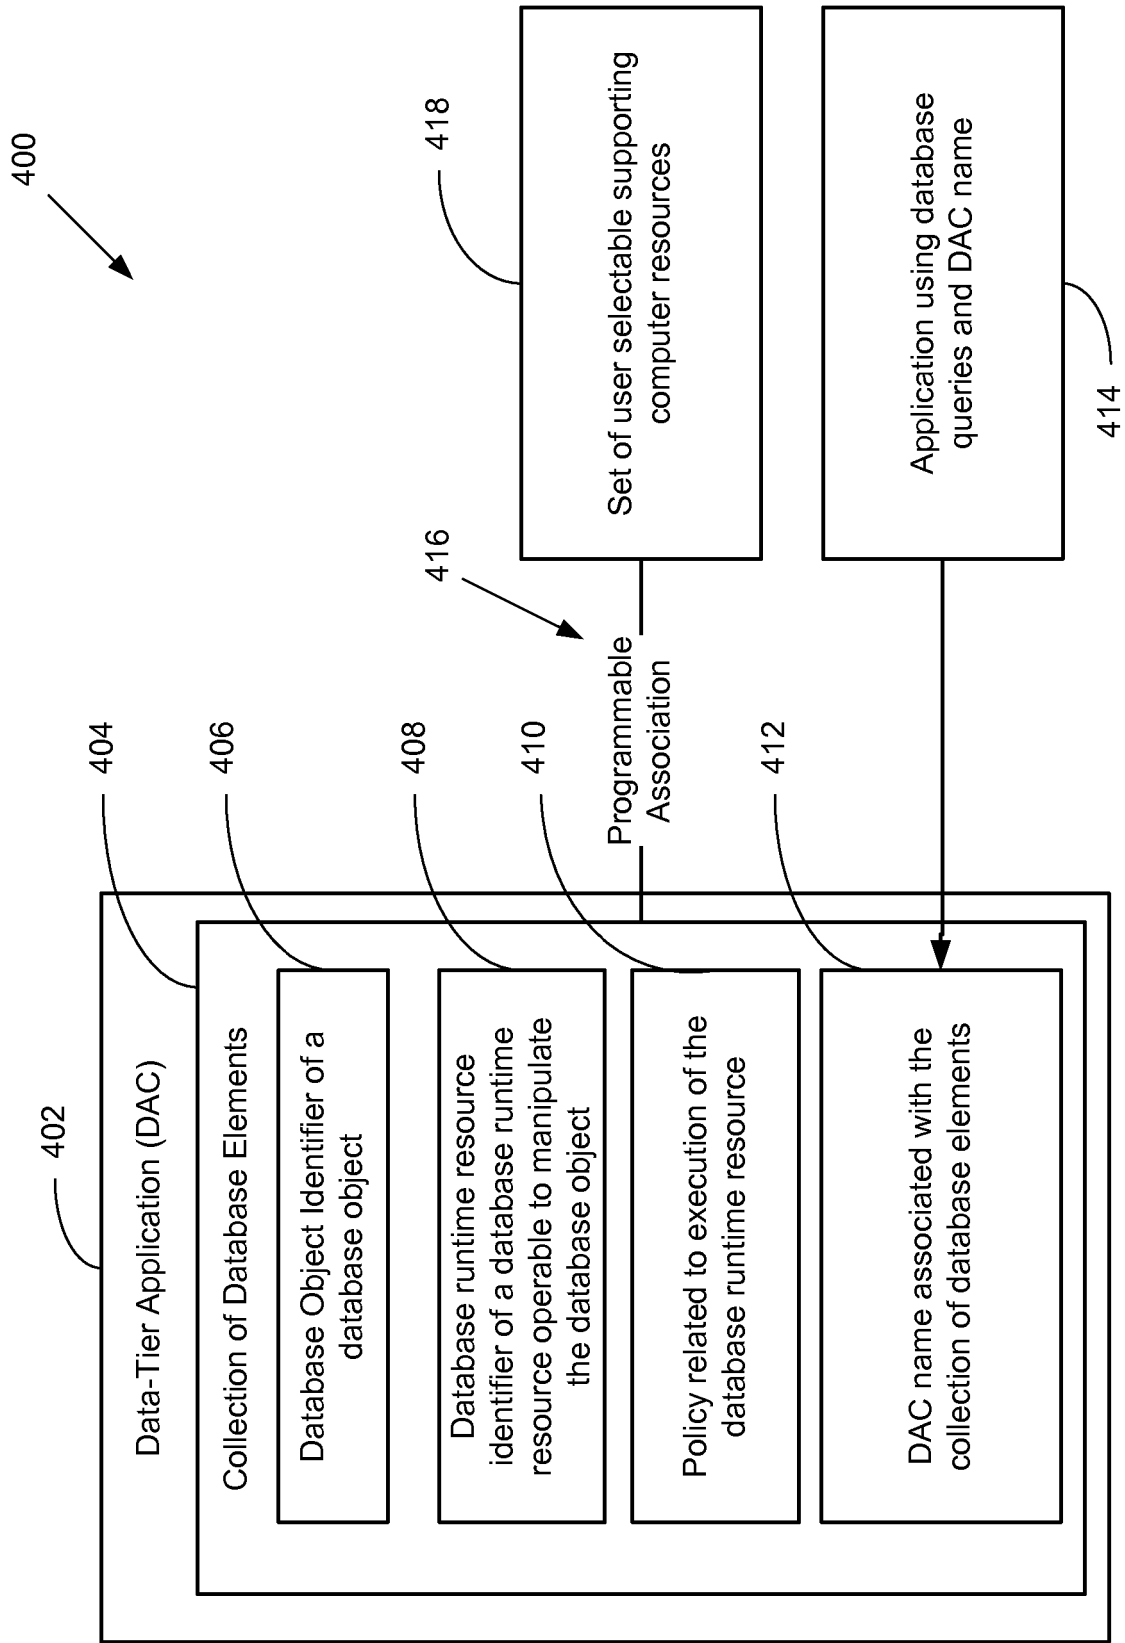 400
402
Data-Tier Application (DAC)
404
Collection of Database Elements
406
Database Object Identifier of a
database object
408
Database runtime resource
identifier of a database runtime
resource operable to manipulate
the database object
410
Policy related to execution of the
database runtime resource
412
DAC name associated with the
collection of database elements
416
Programmable
Association
418
Set of user selectable supporting
computer resources
Application using database
queries and DAC name
414